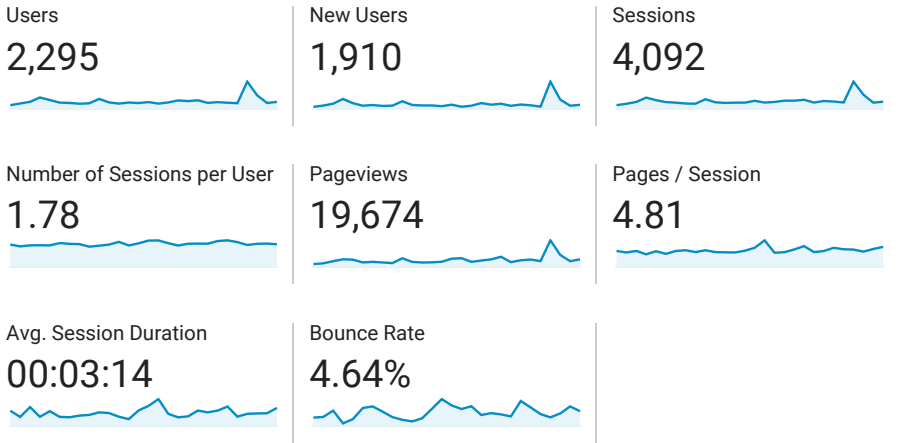 Users
2,295
New Users
1,910
Sessions
4,092
Number of Sessions per User
1.78
Pageviews
19,674
Pages / Session
4.81
Avg. Session Duration
00:03:14
Bounce Rate
4.64%